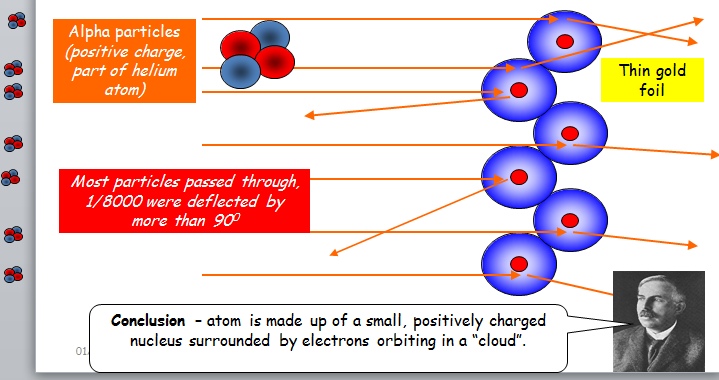 Alpha particles
(positive charge,
part of helium
atom)
Thin gold
foil
Most particles passed through,
1/8000 were deflected by
more than 90⁰
Conclusion – atom is made up of a small, positively charged
nucleus surrounded by electrons orbiting in a “cloud”.